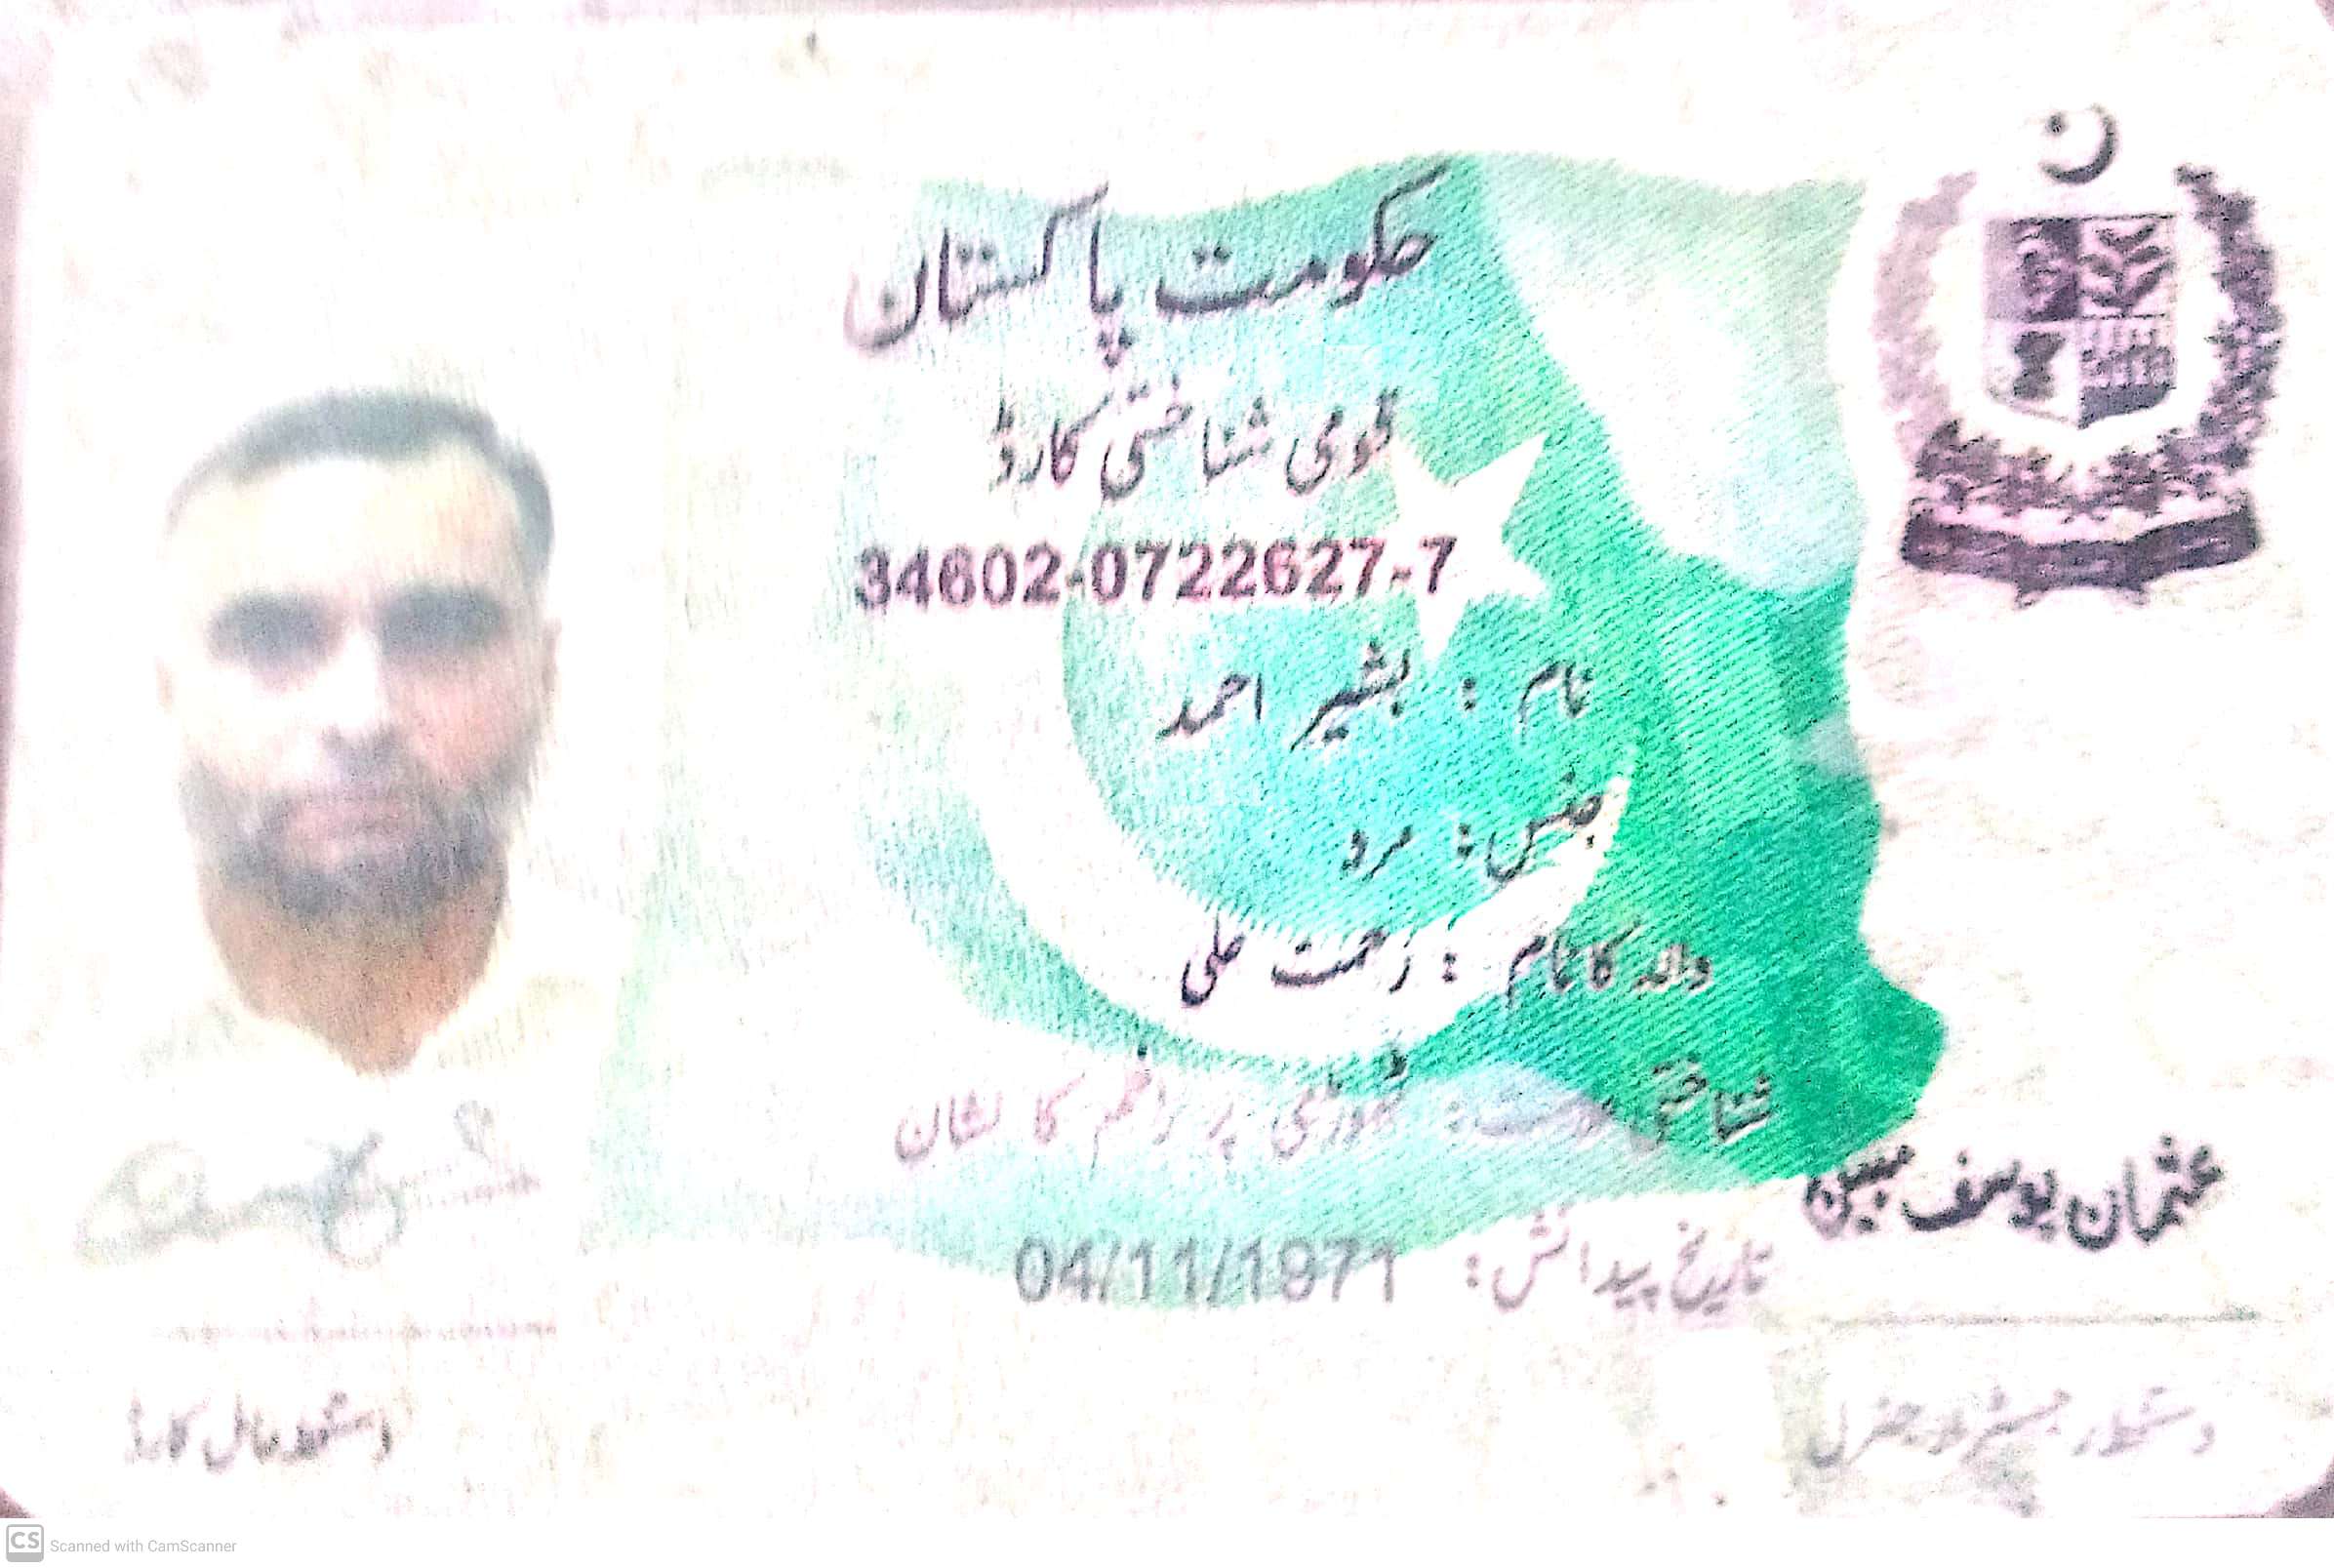 حکومت پاکستان
قومی شناختی کارڈ
34602-0722627-7
نام : بشیر احمد
جنس : مرد
والد کا نام : رحمت علی
شناختی علامت : ٹھوڑی پر زخم کا نشان
تاریخ پیدائش : 04/11/1971
عثمان یوسف مبین
دستخط حامل کارڈ
دستخط رجسٹرار جنرل
CS Scanned with CamScanner